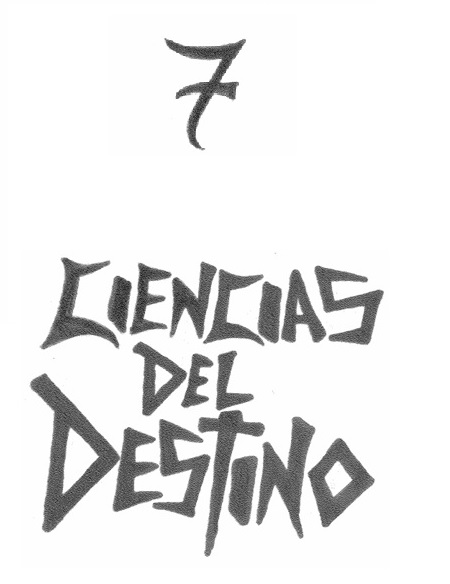 7
CIENCIAS
DEL
DESTINO